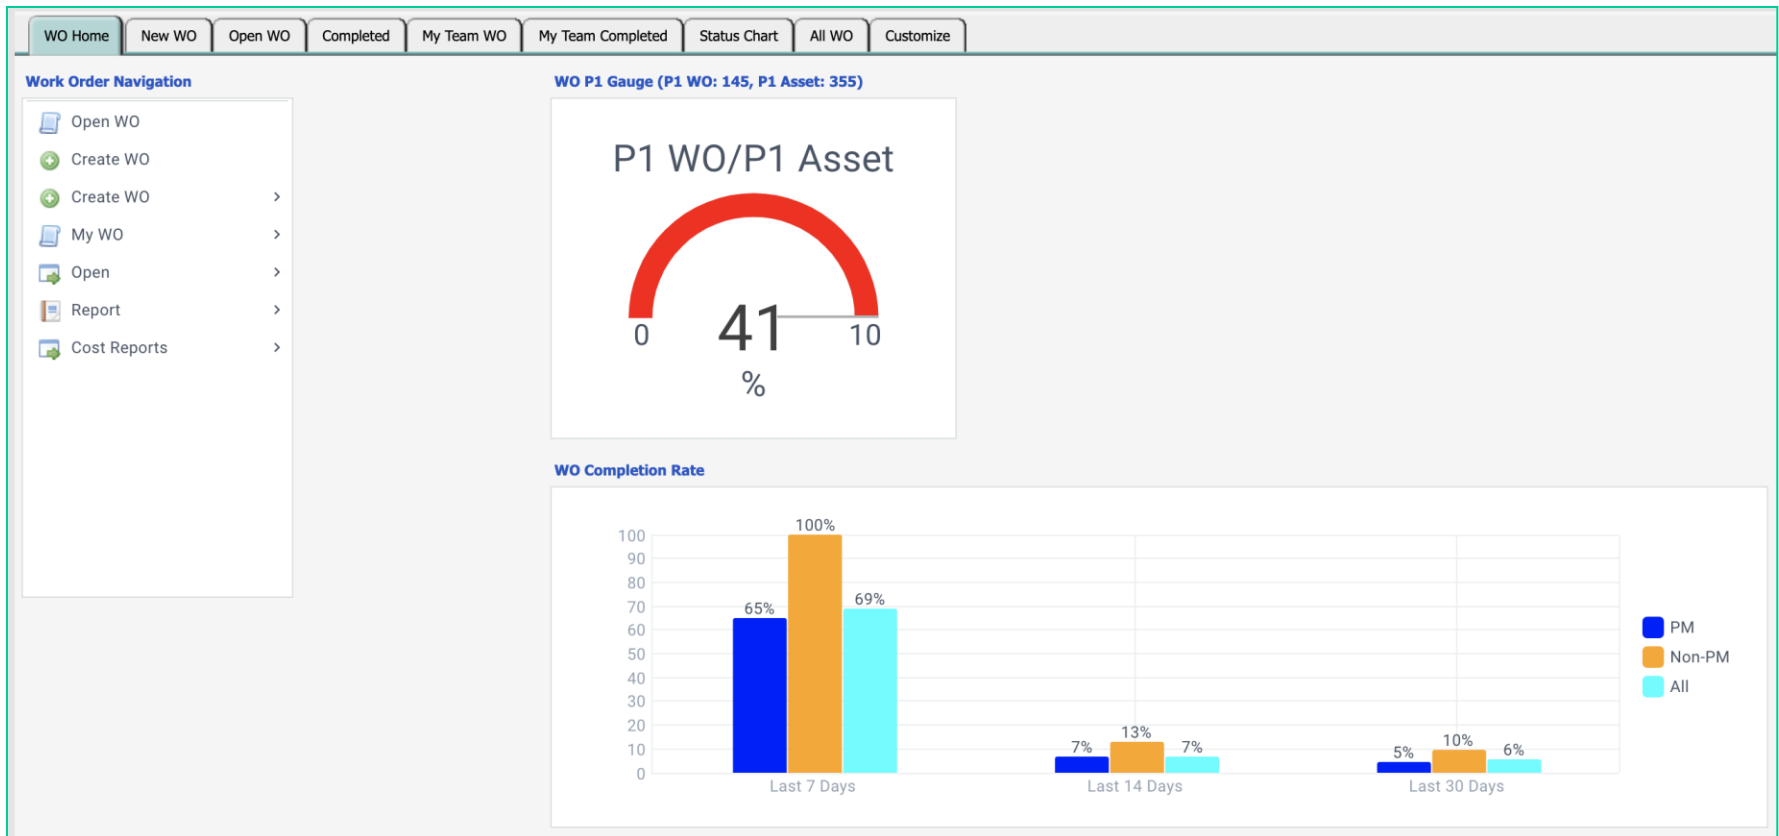 WO Home New WO Open WO Completed My Team WO My Team Completed Status Chart All WO Customize
Work Order Navigation
Open WO
Create WO
Create WO
My WO
Open
Report
Cost Reports
WO P1 Gauge (P1 WO: 145, P1 Asset: 355)
P1 WO/P1 Asset
0 41 10
%
WO Completion Rate
100
90
80
70
60
50
40
30
20
10
0
65% 100% 69%
7% 13% 7%
5% 10% 6%
Last 7 Days Last 14 Days Last 30 Days
PM
Non-PM
All